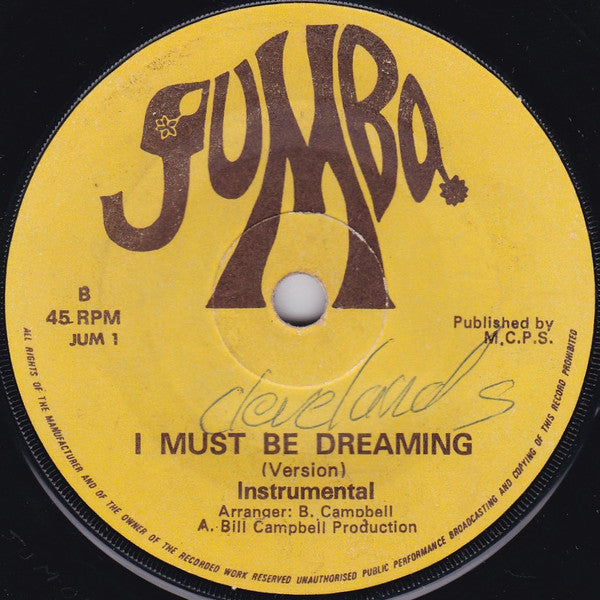 JUMBO
B
45 RPM
JUM 1
Published by
M.C.P.S.
clevelands
I MUST BE DREAMING
(Version)
Instrumental
Arranger: B. Campbell
A. Bill Campbell Production
ALL RIGHTS OF THE MANUFACTURER AND OF THE OWNER OF THE RECORDED WORK RESERVED UNAUTHORISED PUBLIC PERFORMANCE BROADCASTING AND COPYING OF THIS RECORD PROHIBITED